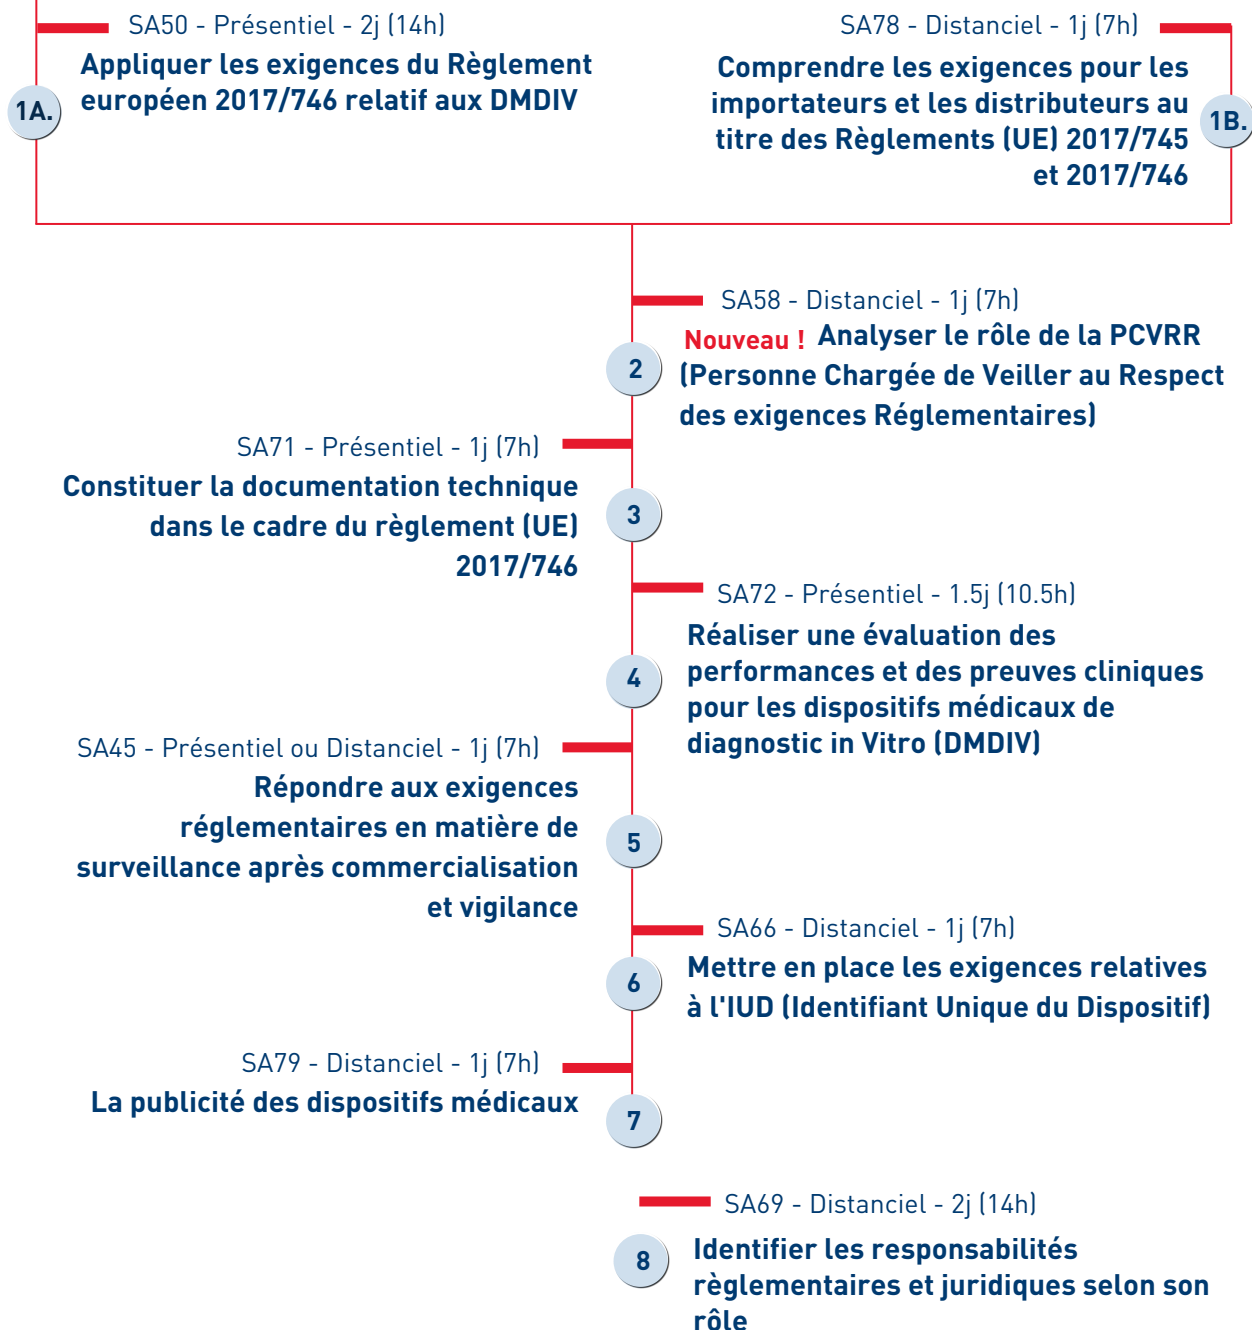 SA50 - Présentiel - 2j (14h)
Appliquer les exigences du Règlement
européen 2017/746 relatif aux DMDIV
1A.
SA78 - Distanciel - 1j (7h)
Comprendre les exigences pour les
importateurs et les distributeurs au
titre des Règlements (UE) 2017/745
et 2017/746
1B.
SA58 - Distanciel - 1j (7h)
Nouveau ! Analyser le rôle de la PCVRR
(Personne Chargée de Veiller au Respect
des exigences Réglementaires)
2
SA71 - Présentiel - 1j (7h)
Constituer la documentation technique
dans le cadre du règlement (UE)
2017/746
3
SA72 - Présentiel - 1.5j (10.5h)
Réaliser une évaluation des
performances et des preuves cliniques
pour les dispositifs médicaux de
diagnostic in Vitro (DMDIV)
4
SA45 - Présentiel ou Distanciel - 1j (7h)
Répondre aux exigences
réglementaires en matière de
surveillance après commercialisation
et vigilance
5
SA66 - Distanciel - 1j (7h)
Mettre en place les exigences relatives
à l'IUD (Identifiant Unique du Dispositif)
6
SA79 - Distanciel - 1j (7h)
La publicité des dispositifs médicaux
7
SA69 - Distanciel - 2j (14h)
Identifier les responsabilités
règlementaires et juridiques selon son
rôle
8